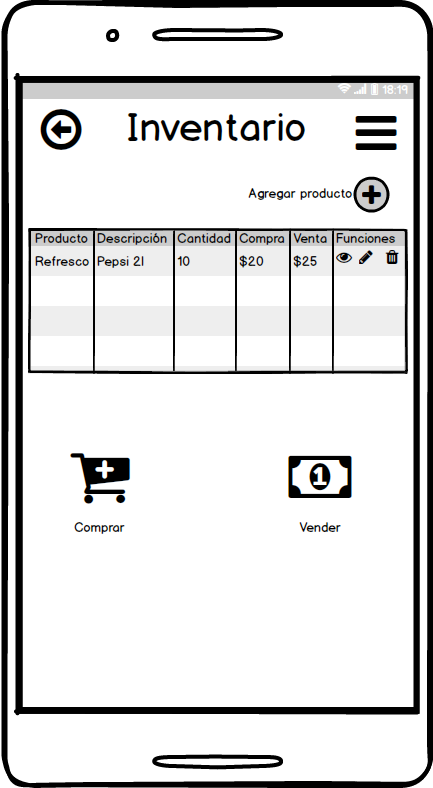 18:19
Inventario
Agregar producto
Producto Descripción Cantidad Compra Venta Funciones
Refresco Pepsi 2l 10 $20 $25
1
Comprar Vender